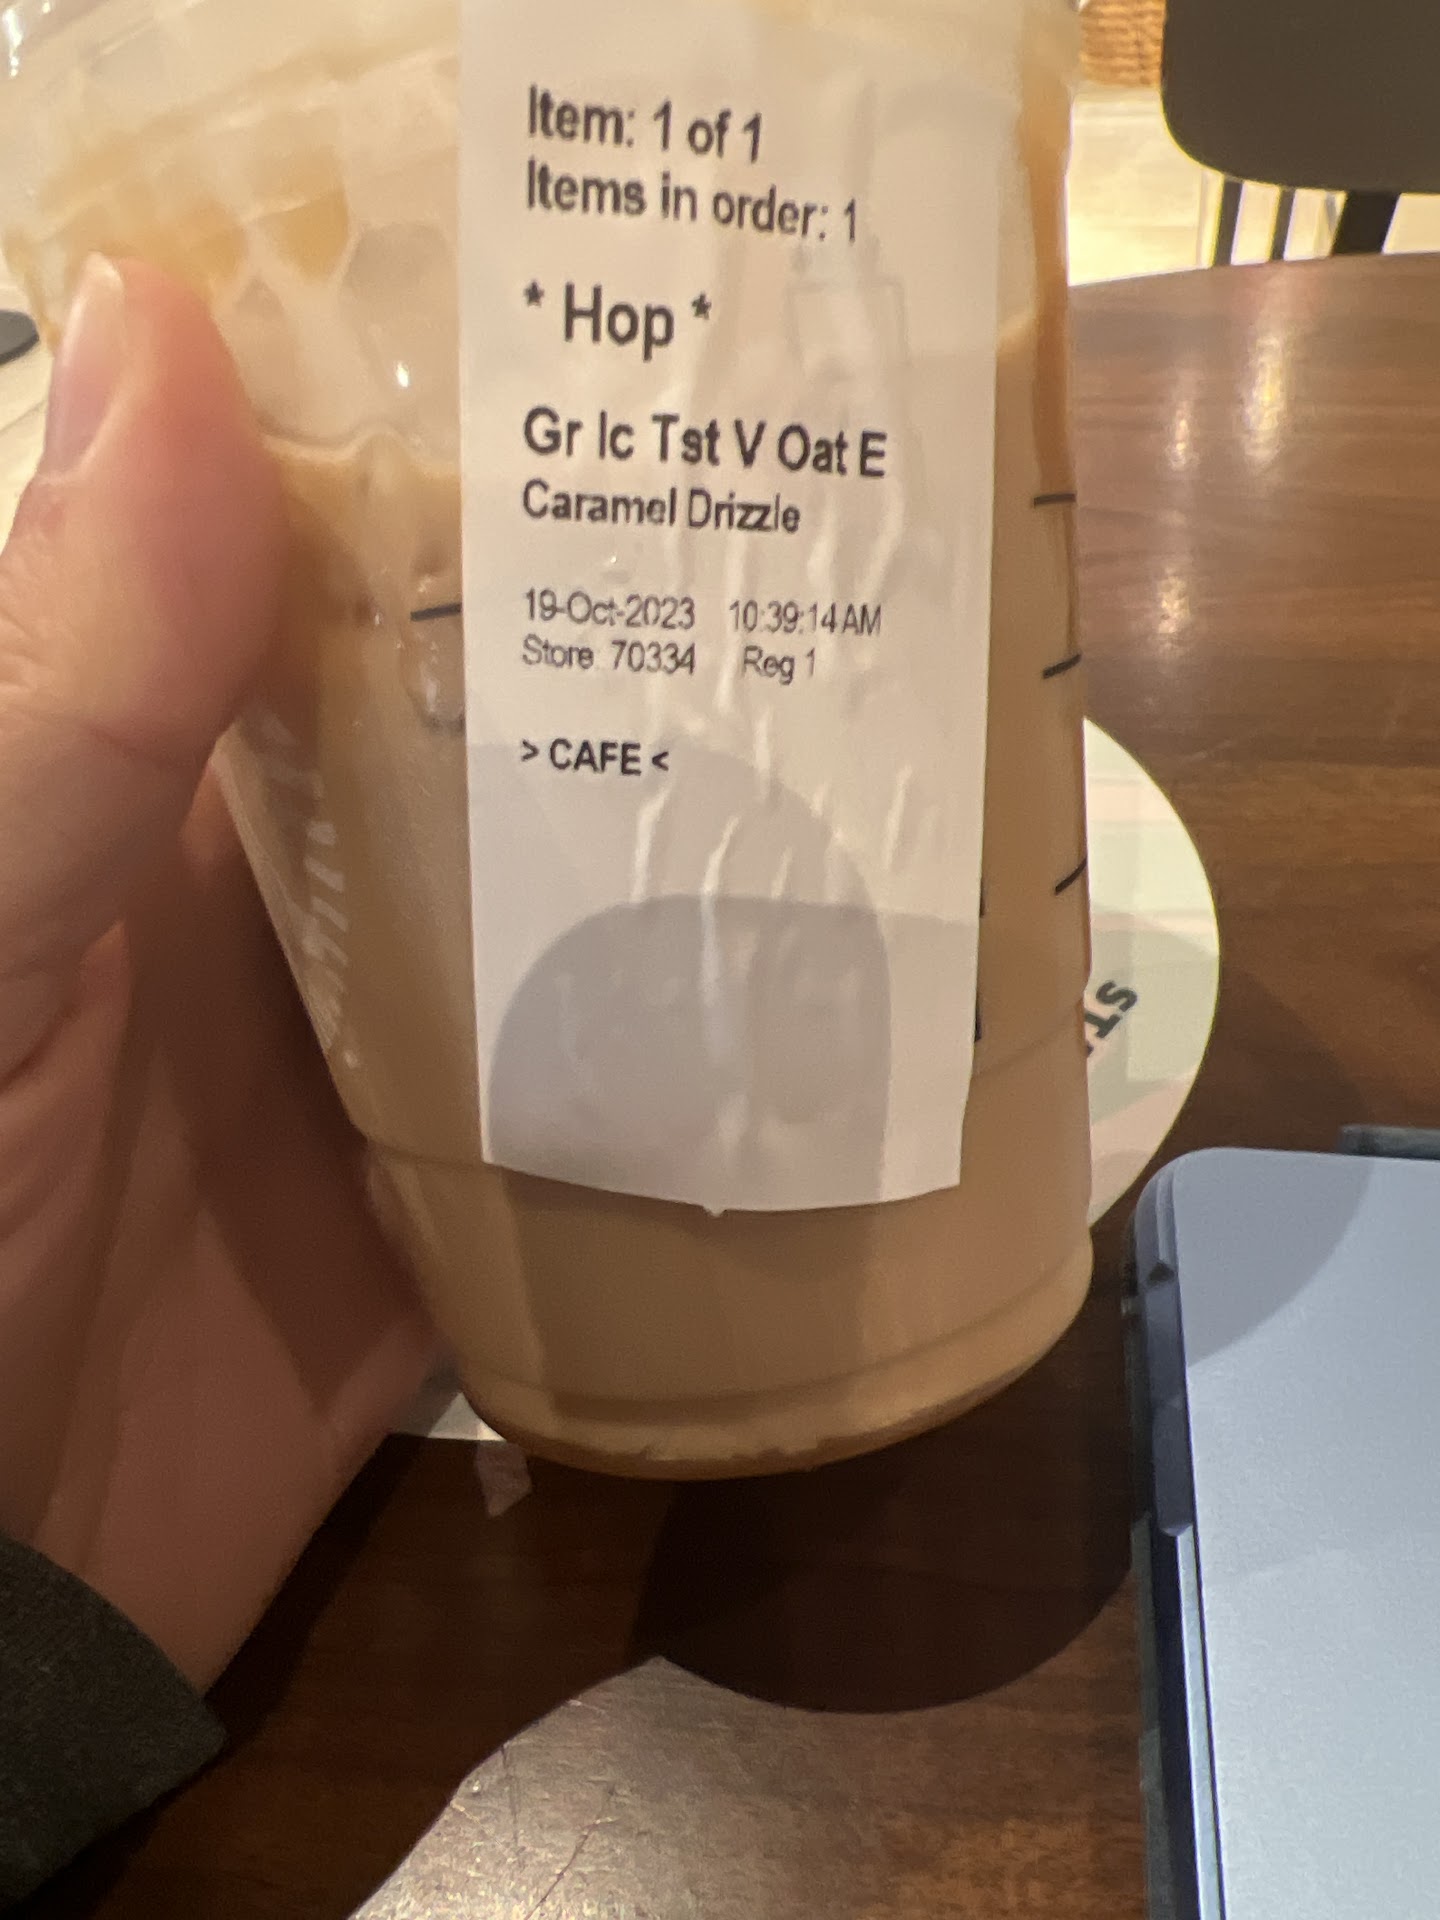 Item: 1 of 1
Items in order: 1
* Hop *
Gr Ic Tst V Oat E
Caramel Drizzle
19-Oct-2023 10:39:14 AM
Store 70334 Reg 1
> CAFE <
ST